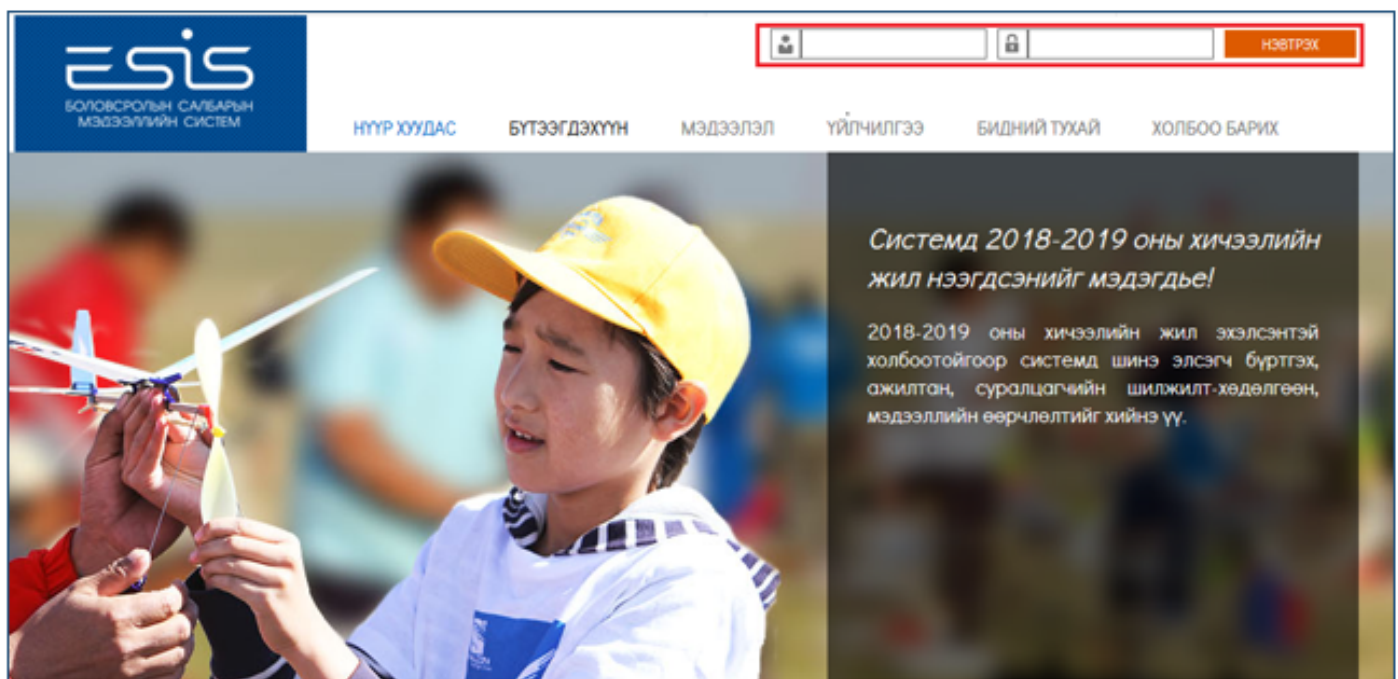 esis
БОЛОВСРОЛЫН САЛБАРЫН
МЭДЭЭЛЛИЙН СИСТЕМ
НЭВТРЭХ
НҮҮР ХУУДАС БҮТЭЭГДЭХҮҮН МЭДЭЭЛЭЛ ҮЙЛЧИЛГЭЭ БИДНИЙ ТУХАЙ ХОЛБОО БАРИХ
Системд 2018-2019 оны хичээлийн
жил нээгдсэнийг мэдэгдье!
2018-2019 оны хичээлийн жил эхэлсэнтэй
холбоотойгоор системд шинэ элсэгч бүртгэх,
ажилтан, суралцагчийн шилжилт-хөдөлгөөн,
мэдээллийн өөрчлөлтийг хийнэ үү.